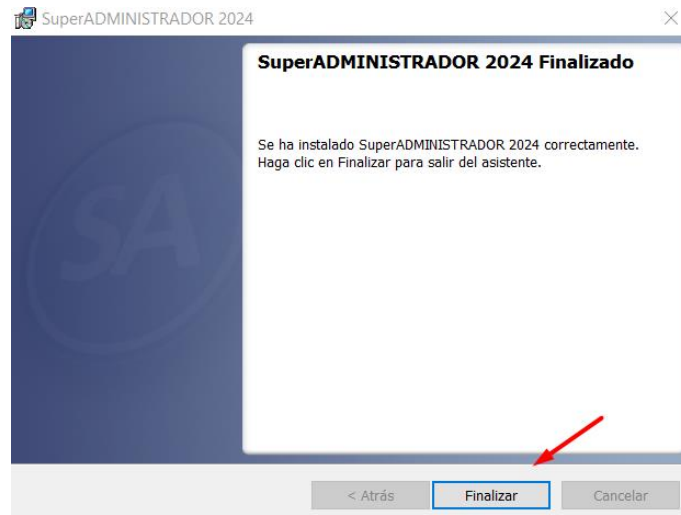 SuperADMINISTRADOR 2024
SuperADMINISTRADOR 2024 Finalizado
Se ha instalado SuperADMINISTRADOR 2024 correctamente.
Haga clic en Finalizar para salir del asistente.
SA
< Atrás
Finalizar
Cancelar